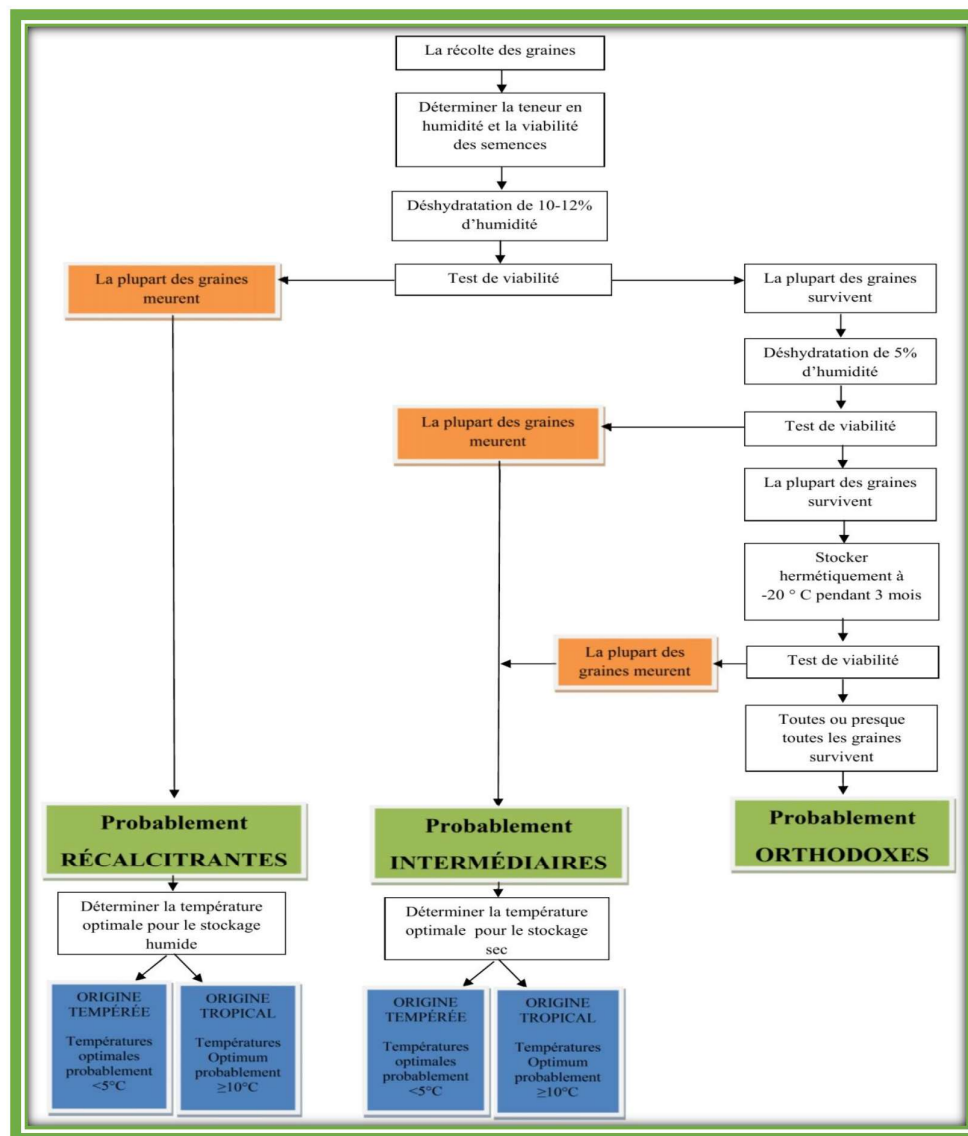 La récolte des graines
Déterminer la teneur en
humidité et la viabilité
des semences
Déshydratation de 10-12%
d'humidité
La plupart des graines
meurent
Test de viabilité
La plupart des graines
survivent
Déshydratation de 5%
d'humidité
La plupart des graines
meurent
Test de viabilité
La plupart des graines
survivent
Stocker
hermétiquement à
-20 ° C pendant 3 mois
La plupart des
graines meurent
Test de viabilité
Toutes ou presque
toutes les graines
survivent
Probablement
RÉCALCITRANTES
Probablement
INTERMÉDIAIRES
Probablement
ORTHODOXES
Déterminer la température
optimale pour le stockage
humide
Déterminer la température
optimale pour le stockage
sec
ORIGINE
TEMPÉRÉE
Températures
optimales
probablement
<5°C
ORIGINE
TROPICAL
Températures
Optimum
probablement
≥10°C
ORIGINE
TEMPÉRÉE
Températures
optimales
probablement
<5°C
ORIGINE
TROPICAL
Températures
Optimum
probablement
≥10°C